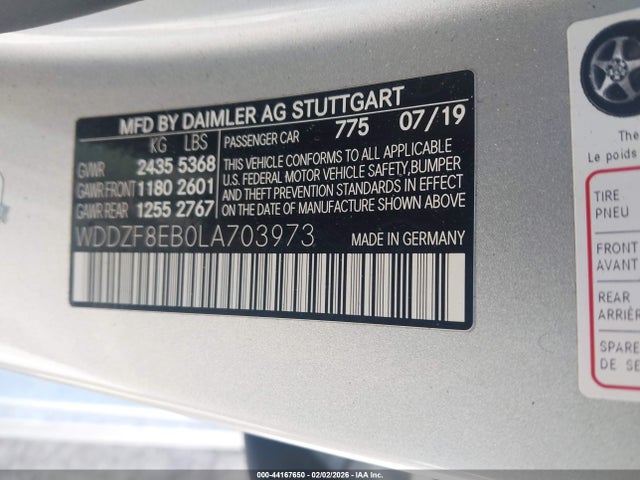 MFD BY DAIMLER AG STUTTGART
KG LBS
PASSENGER CAR 775 07/19
GVWR 2435 5368
GAWR FRONT 1180 2601
GAWR REAR 1255 2767
THIS VEHICLE CONFORMS TO ALL APPLICABLE
U.S. FEDERAL MOTOR VEHICLE SAFETY, BUMPER
AND THEFT PREVENTION STANDARDS IN EFFECT
ON DATE OF MANUFACTURE SHOWN ABOVE
WDDZF8EB0LA703973 MADE IN GERMANY
The
Le poids
TIRE
PNEU
FRONT
AVANT
REAR
ARRIÈR
SPARE
DE SE
000-44167650 - 02/02/2026 - IAAI.COM